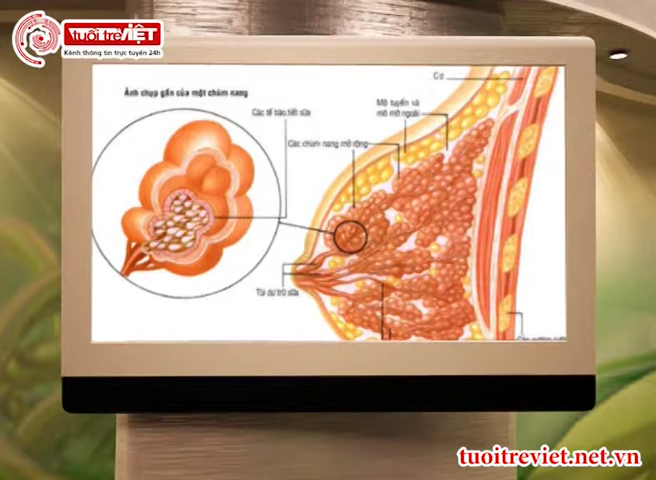 tuổi trẻ VIỆT
Kênh thông tin trực tuyến 24h
Ảnh chụp gần của một chùm nang
Các tế bào tiết sữa
Cơ
Mô tuyến và
mô mỡ ngoài
Các chùm nang mở rộng
Túi dự trữ sữa
tuoitreviet.net.vn